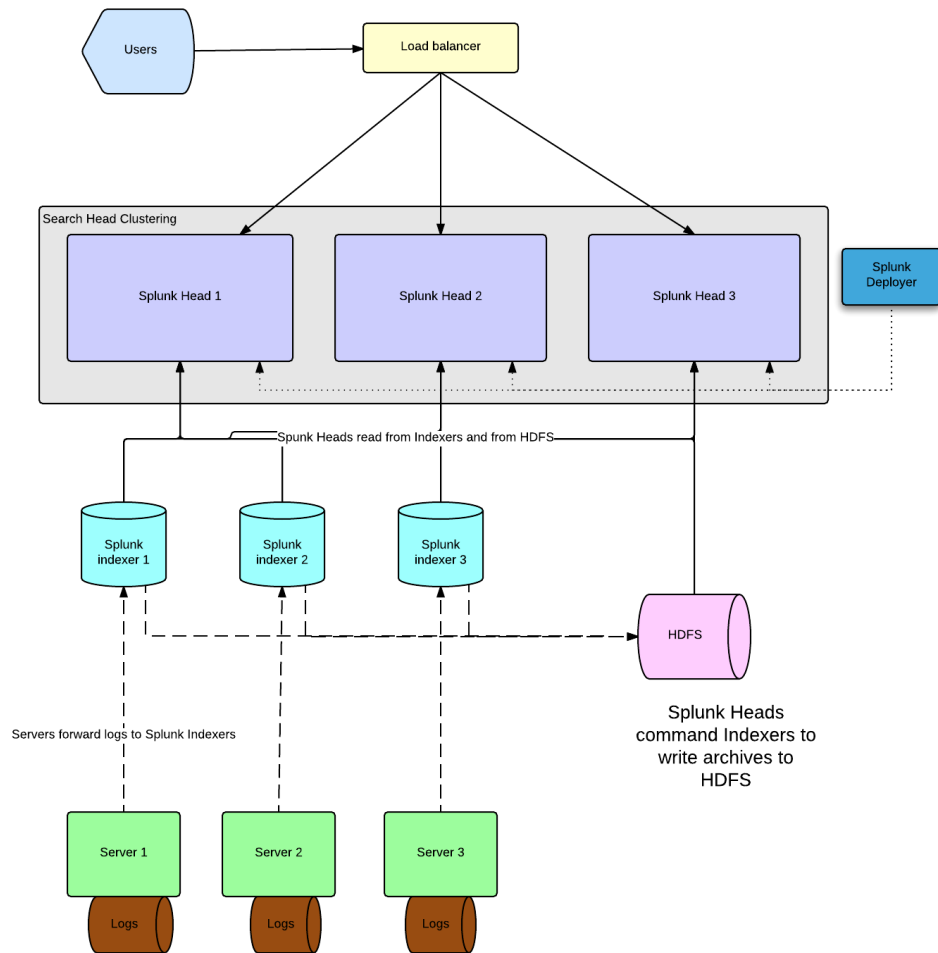 Users
Load balancer
Search Head Clustering
Splunk Head 1
Splunk Head 2
Splunk Head 3
Splunk
Deployer
Spunk Heads read from Indexers and from HDFS
Splunk
indexer 1
Splunk
indexer 2
Splunk
indexer 3
HDFS
Splunk Heads
command Indexers to
write archives to
HDFS
Servers forward logs to Splunk Indexers
Server 1
Server 2
Server 3
Logs
Logs
Logs